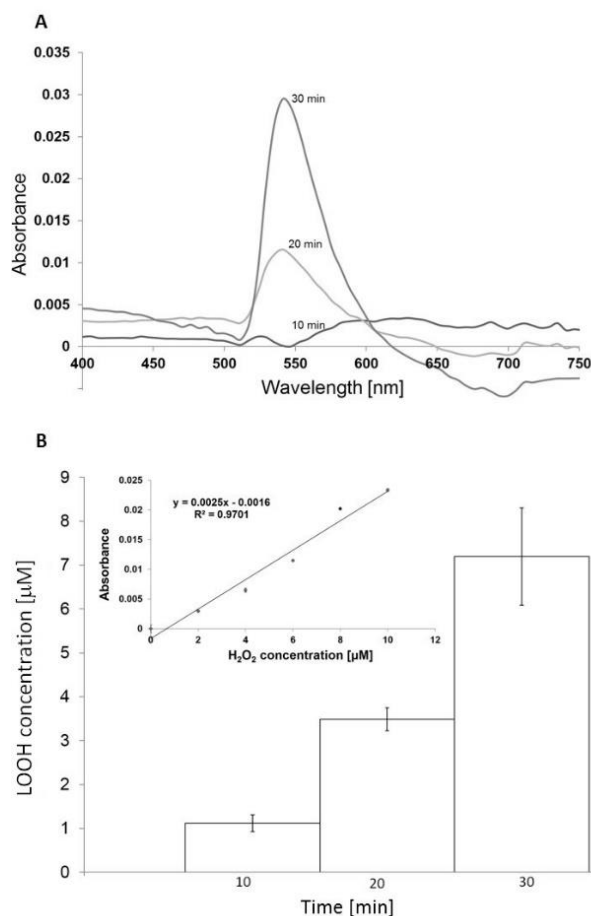 A
0.035
0.03
0.025
0.02
0.015
0.01
0.005
0
Absorbance
30 min
20 min
10 min
400 450 500 550 600 650 700 750
Wavelength [nm]
B
9
8
7
6
5
4
3
2
1
0
LOOH concentration [µM]
0.025
0.02
0.015
0.01
0.005
0
Absorbance
y = 0.0025x - 0.0016
R² = 0.9701
0 2 4 6 8 10 12
H₂O₂ concentration [µM]
10 20 30
Time [min]